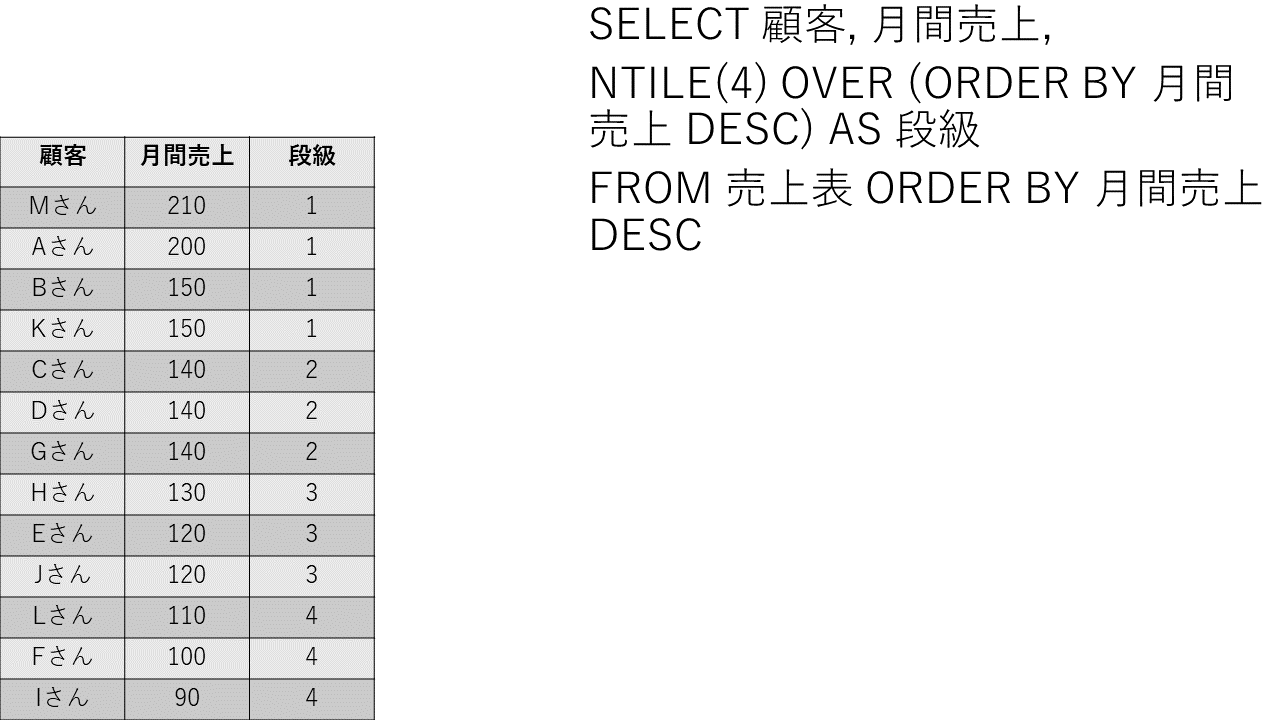 SELECT 顧客, 月間売上,
NTILE(4) OVER (ORDER BY 月間
売上 DESC) AS 段級
FROM 売上表 ORDER BY 月間売上
DESC
顧客 月間売上 段級
Mさん 210 1
Aさん 200 1
Bさん 150 1
Kさん 150 1
Cさん 140 2
Dさん 140 2
Gさん 140 2
Hさん 130 3
Eさん 120 3
Jさん 120 3
Lさん 110 4
Fさん 100 4
Iさん 90 4